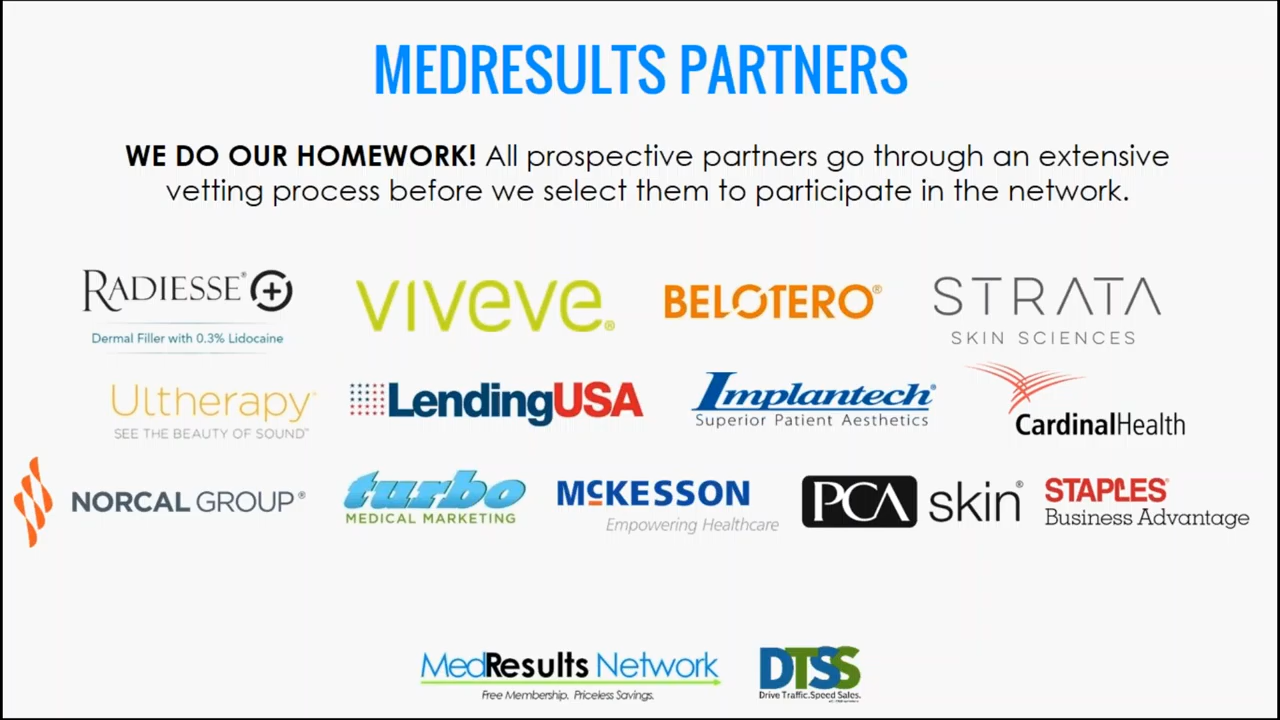 MEDRESULTS PARTNERS
WE DO OUR HOMEWORK! All prospective partners go through an extensive
vetting process before we select them to participate in the network.
RADIESSE®
Dermal Filler with 0.3% Lidocaine
viveve®
BELOTERO®
STRATA
SKIN SCIENCES
Ultherapy®
SEE THE BEAUTY OF SOUND™
LendingUSA
Implantech®
Superior Patient Aesthetics
CardinalHealth
NORCAL GROUP®
turbo
MEDICAL MARKETING
McKESSON
Empowering Healthcare
PCA skin®
STAPLES®
Business Advantage
MedResults Network
Free Membership. Priceless Savings.
DTSS
Drive Traffic.Speed Sales.